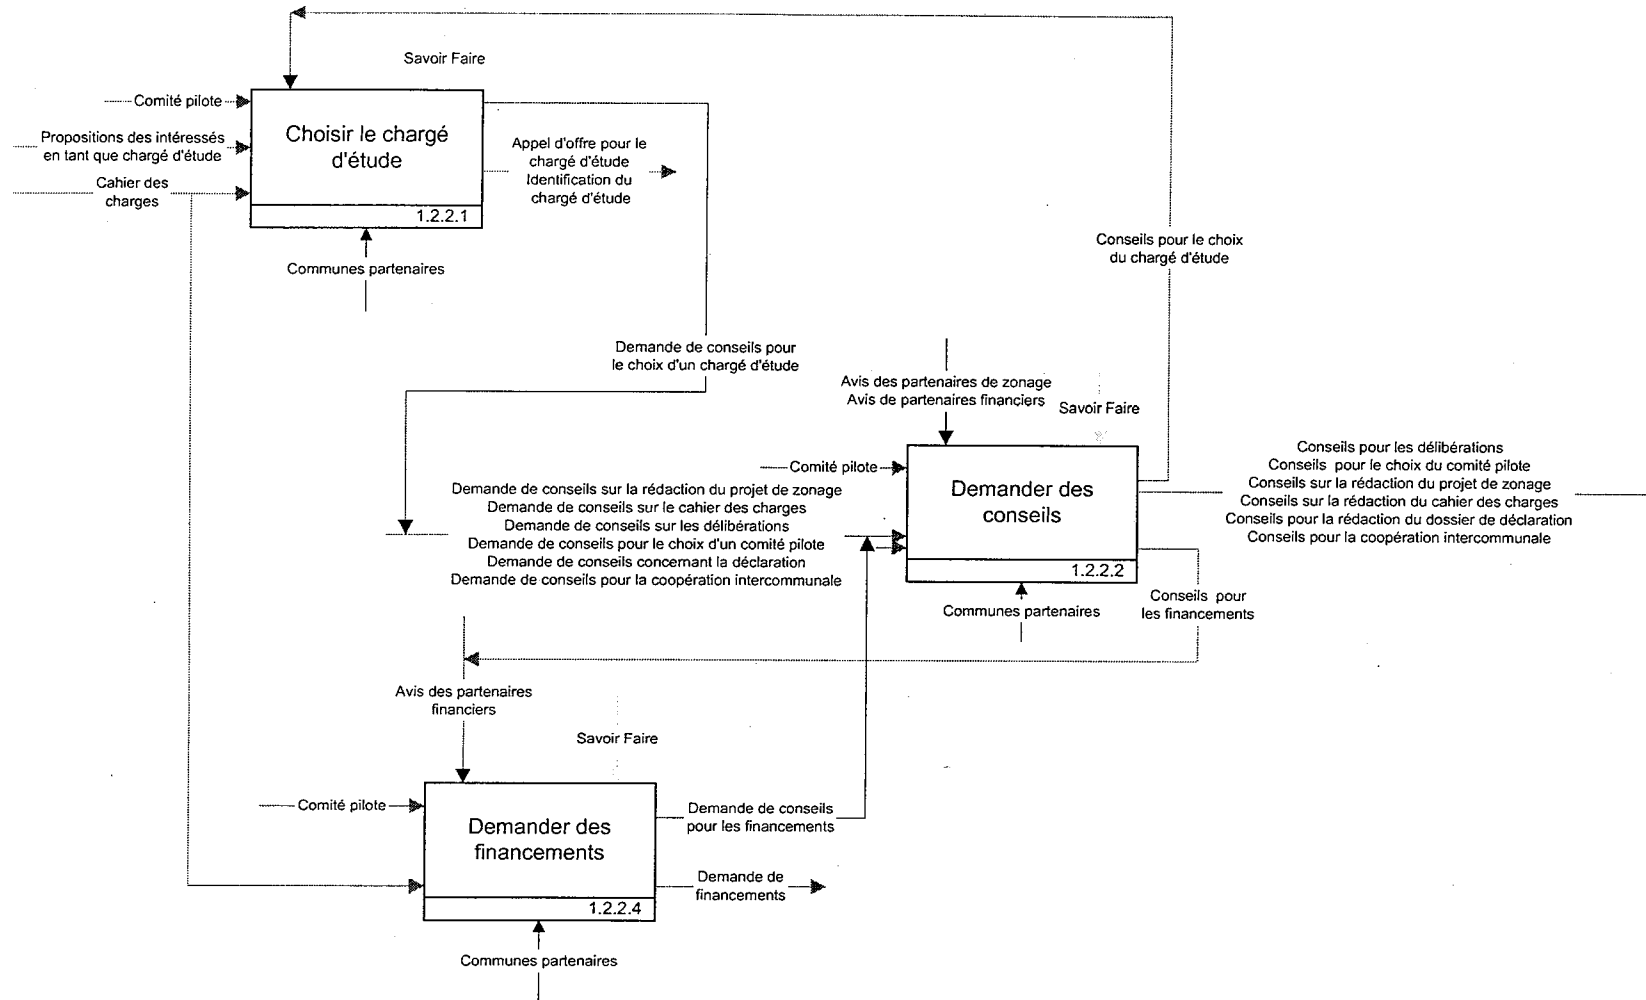 Savoir Faire
Comité pilote
Choisir le chargé
d'étude
Propositions des intéressés
en tant que chargé d'étude
Cahier des
charges
1.2.2.1
Appel d'offre pour le
chargé d'étude
Identification du
chargé d'étude
Communes partenaires
Conseils pour le choix
du chargé d'étude
Demande de conseils pour
le choix d'un chargé d'étude
Avis des partenaires de zonage
Avis de partenaires financiers
Savoir Faire
Comité pilote
Demander des
conseils
1.2.2.2
Demande de conseils sur la rédaction du projet de zonage
Demande de conseils sur le cahier des charges
Demande de conseils sur les délibérations
Demande de conseils pour le choix d'un comité pilote
Demande de conseils concernant la déclaration
Demande de conseils pour la coopération intercommunale
Conseils pour les délibérations
Conseils pour le choix du comité pilote
Conseils sur la rédaction du projet de zonage
Conseils sur la rédaction du cahier des charges
Conseils pour la rédaction du dossier de déclaration
Conseils pour la coopération intercommunale
Communes partenaires
Conseils pour
les financements
Avis des partenaires
financiers
Savoir Faire
Comité pilote
Demander des
financements
1.2.2.4
Demande de conseils
pour les financements
Demande de
financements
Communes partenaires